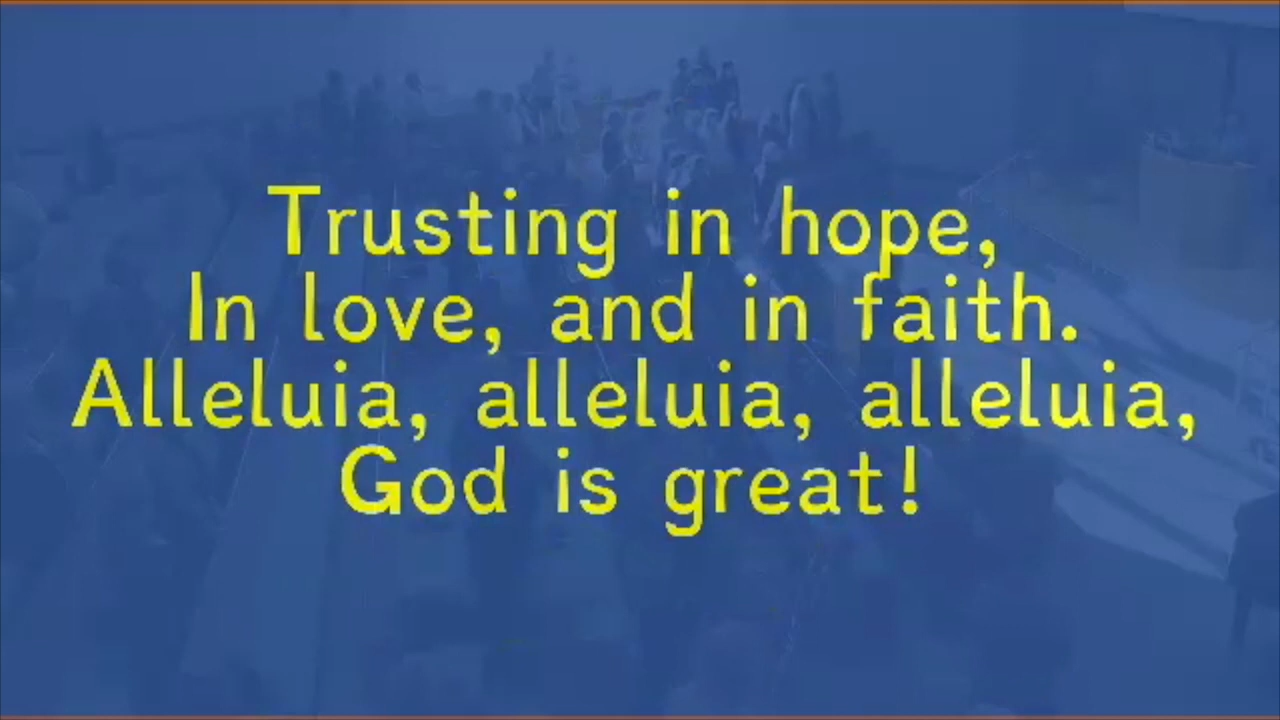 Trusting in hope,
In love, and in faith.
Alleluia, alleluia, alleluia,
God is great!